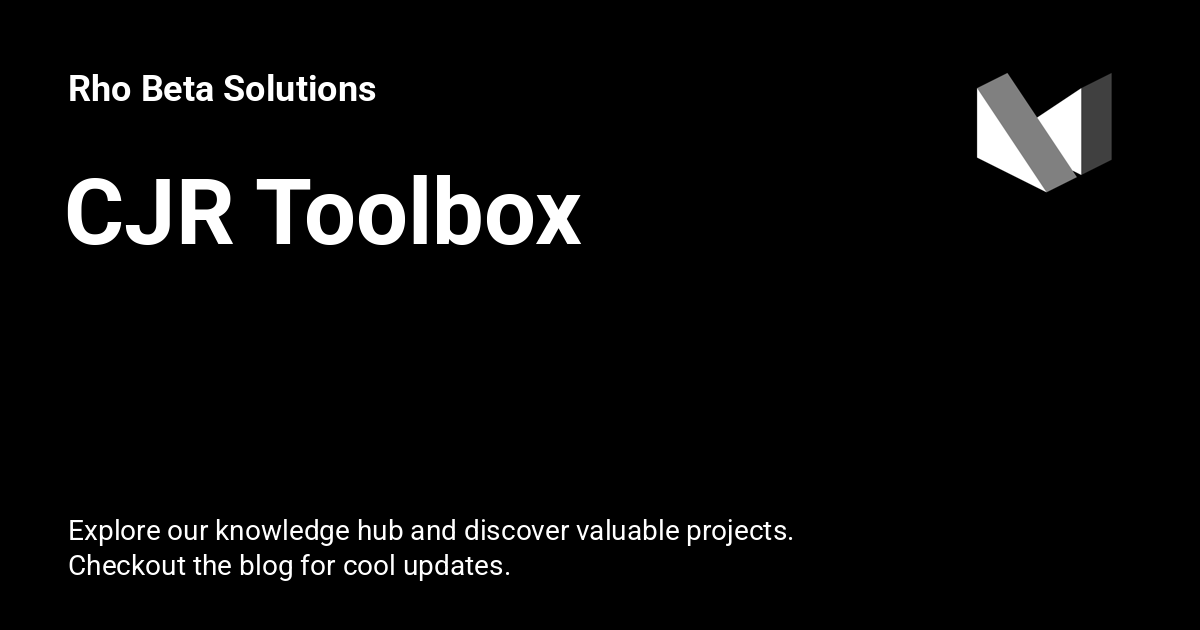 Rho Beta Solutions
CJR Toolbox
Explore our knowledge hub and discover valuable projects.
Checkout the blog for cool updates.